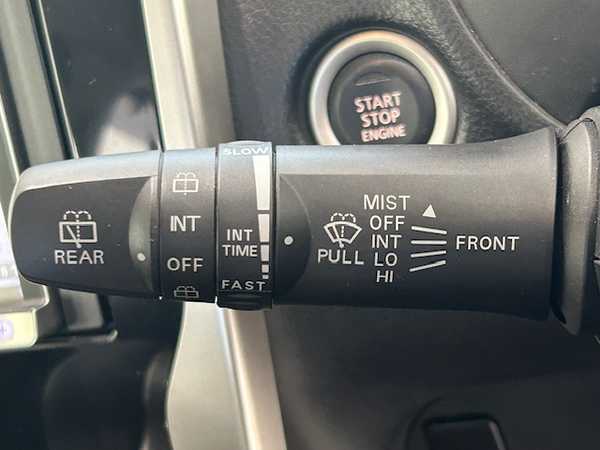 START
STOP
ENGINE
REAR
INT
OFF
SLOW
INT
TIME
FAST
PULL
MIST
OFF
INT
LO
HI
FRONT